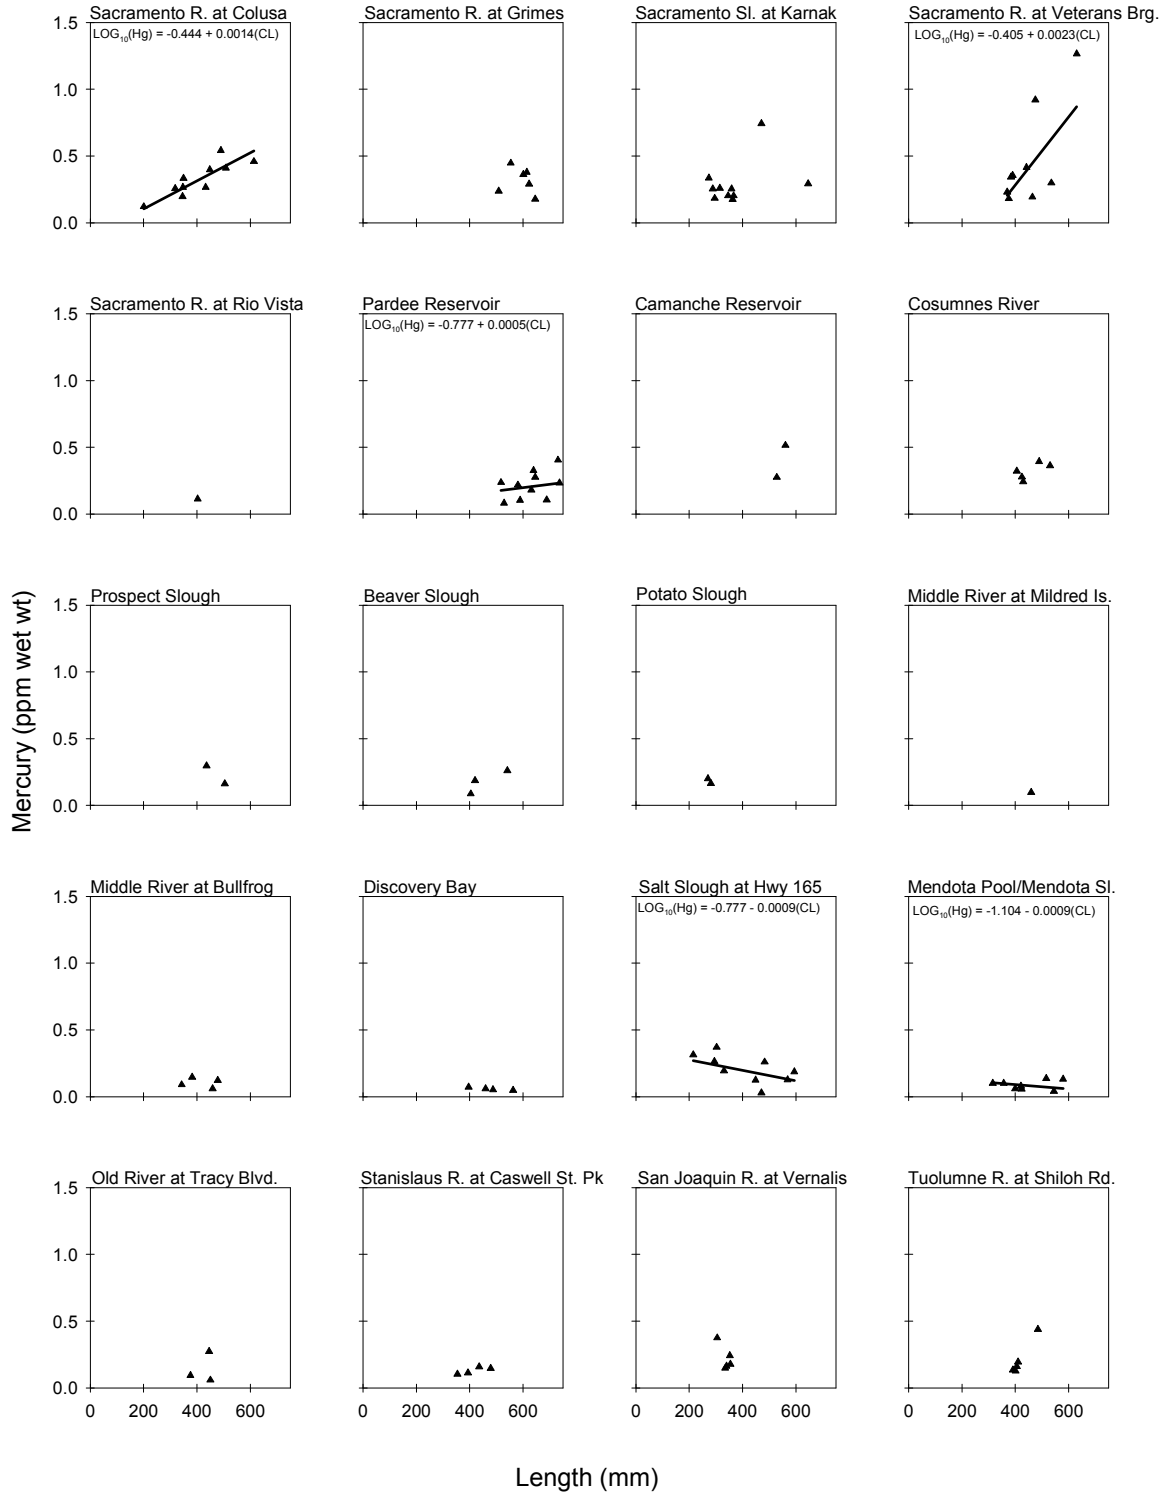 Sacramento R. at Colusa
Sacramento R. at Grimes
Sacramento Sl. at Karnak
Sacramento R. at Veterans Brg.
LOG₁₀(Hg) = -0.444 + 0.0014(CL)
LOG₁₀(Hg) = -0.405 + 0.0023(CL)
1.5
1.0
0.5
0.0
Sacramento R. at Rio Vista
Pardee Reservoir
Camanche Reservoir
Cosumnes River
LOG₁₀(Hg) = -0.777 + 0.0005(CL)
1.5
1.0
0.5
0.0
Mercury (ppm wet wt)
Prospect Slough
Beaver Slough
Potato Slough
Middle River at Mildred Is.
1.5
1.0
0.5
0.0
Middle River at Bullfrog
Discovery Bay
Salt Slough at Hwy 165
Mendota Pool/Mendota Sl.
LOG₁₀(Hg) = -0.777 - 0.0009(CL)
LOG₁₀(Hg) = -1.104 - 0.0009(CL)
1.5
1.0
0.5
0.0
Old River at Tracy Blvd.
Stanislaus R. at Caswell St. Pk
San Joaquin R. at Vernalis
Tuolumne R. at Shiloh Rd.
1.5
1.0
0.5
0.0
0 200 400 600
0 200 400 600
0 200 400 600
0 200 400 600
Length (mm)